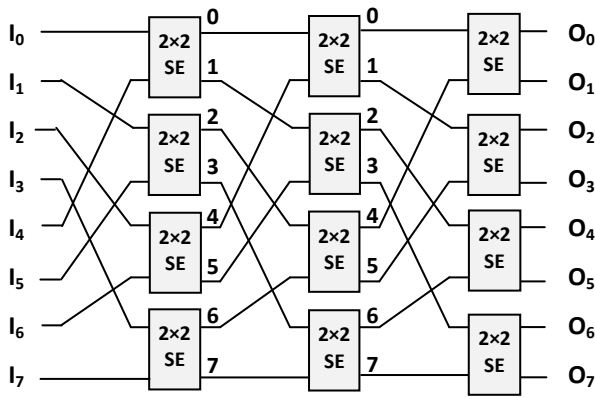 I₀ 2×2 SE 0 2×2 SE 0 2×2 SE O₀
I₁ 1 1 O₁
I₂ 2×2 SE 2 2×2 SE 2 2×2 SE O₂
I₃ 3 3 O₃
I₄ 2×2 SE 4 2×2 SE 4 2×2 SE O₄
I₅ 5 5 O₅
I₆ 2×2 SE 6 2×2 SE 6 2×2 SE O₆
I₇ 7 7 O₇